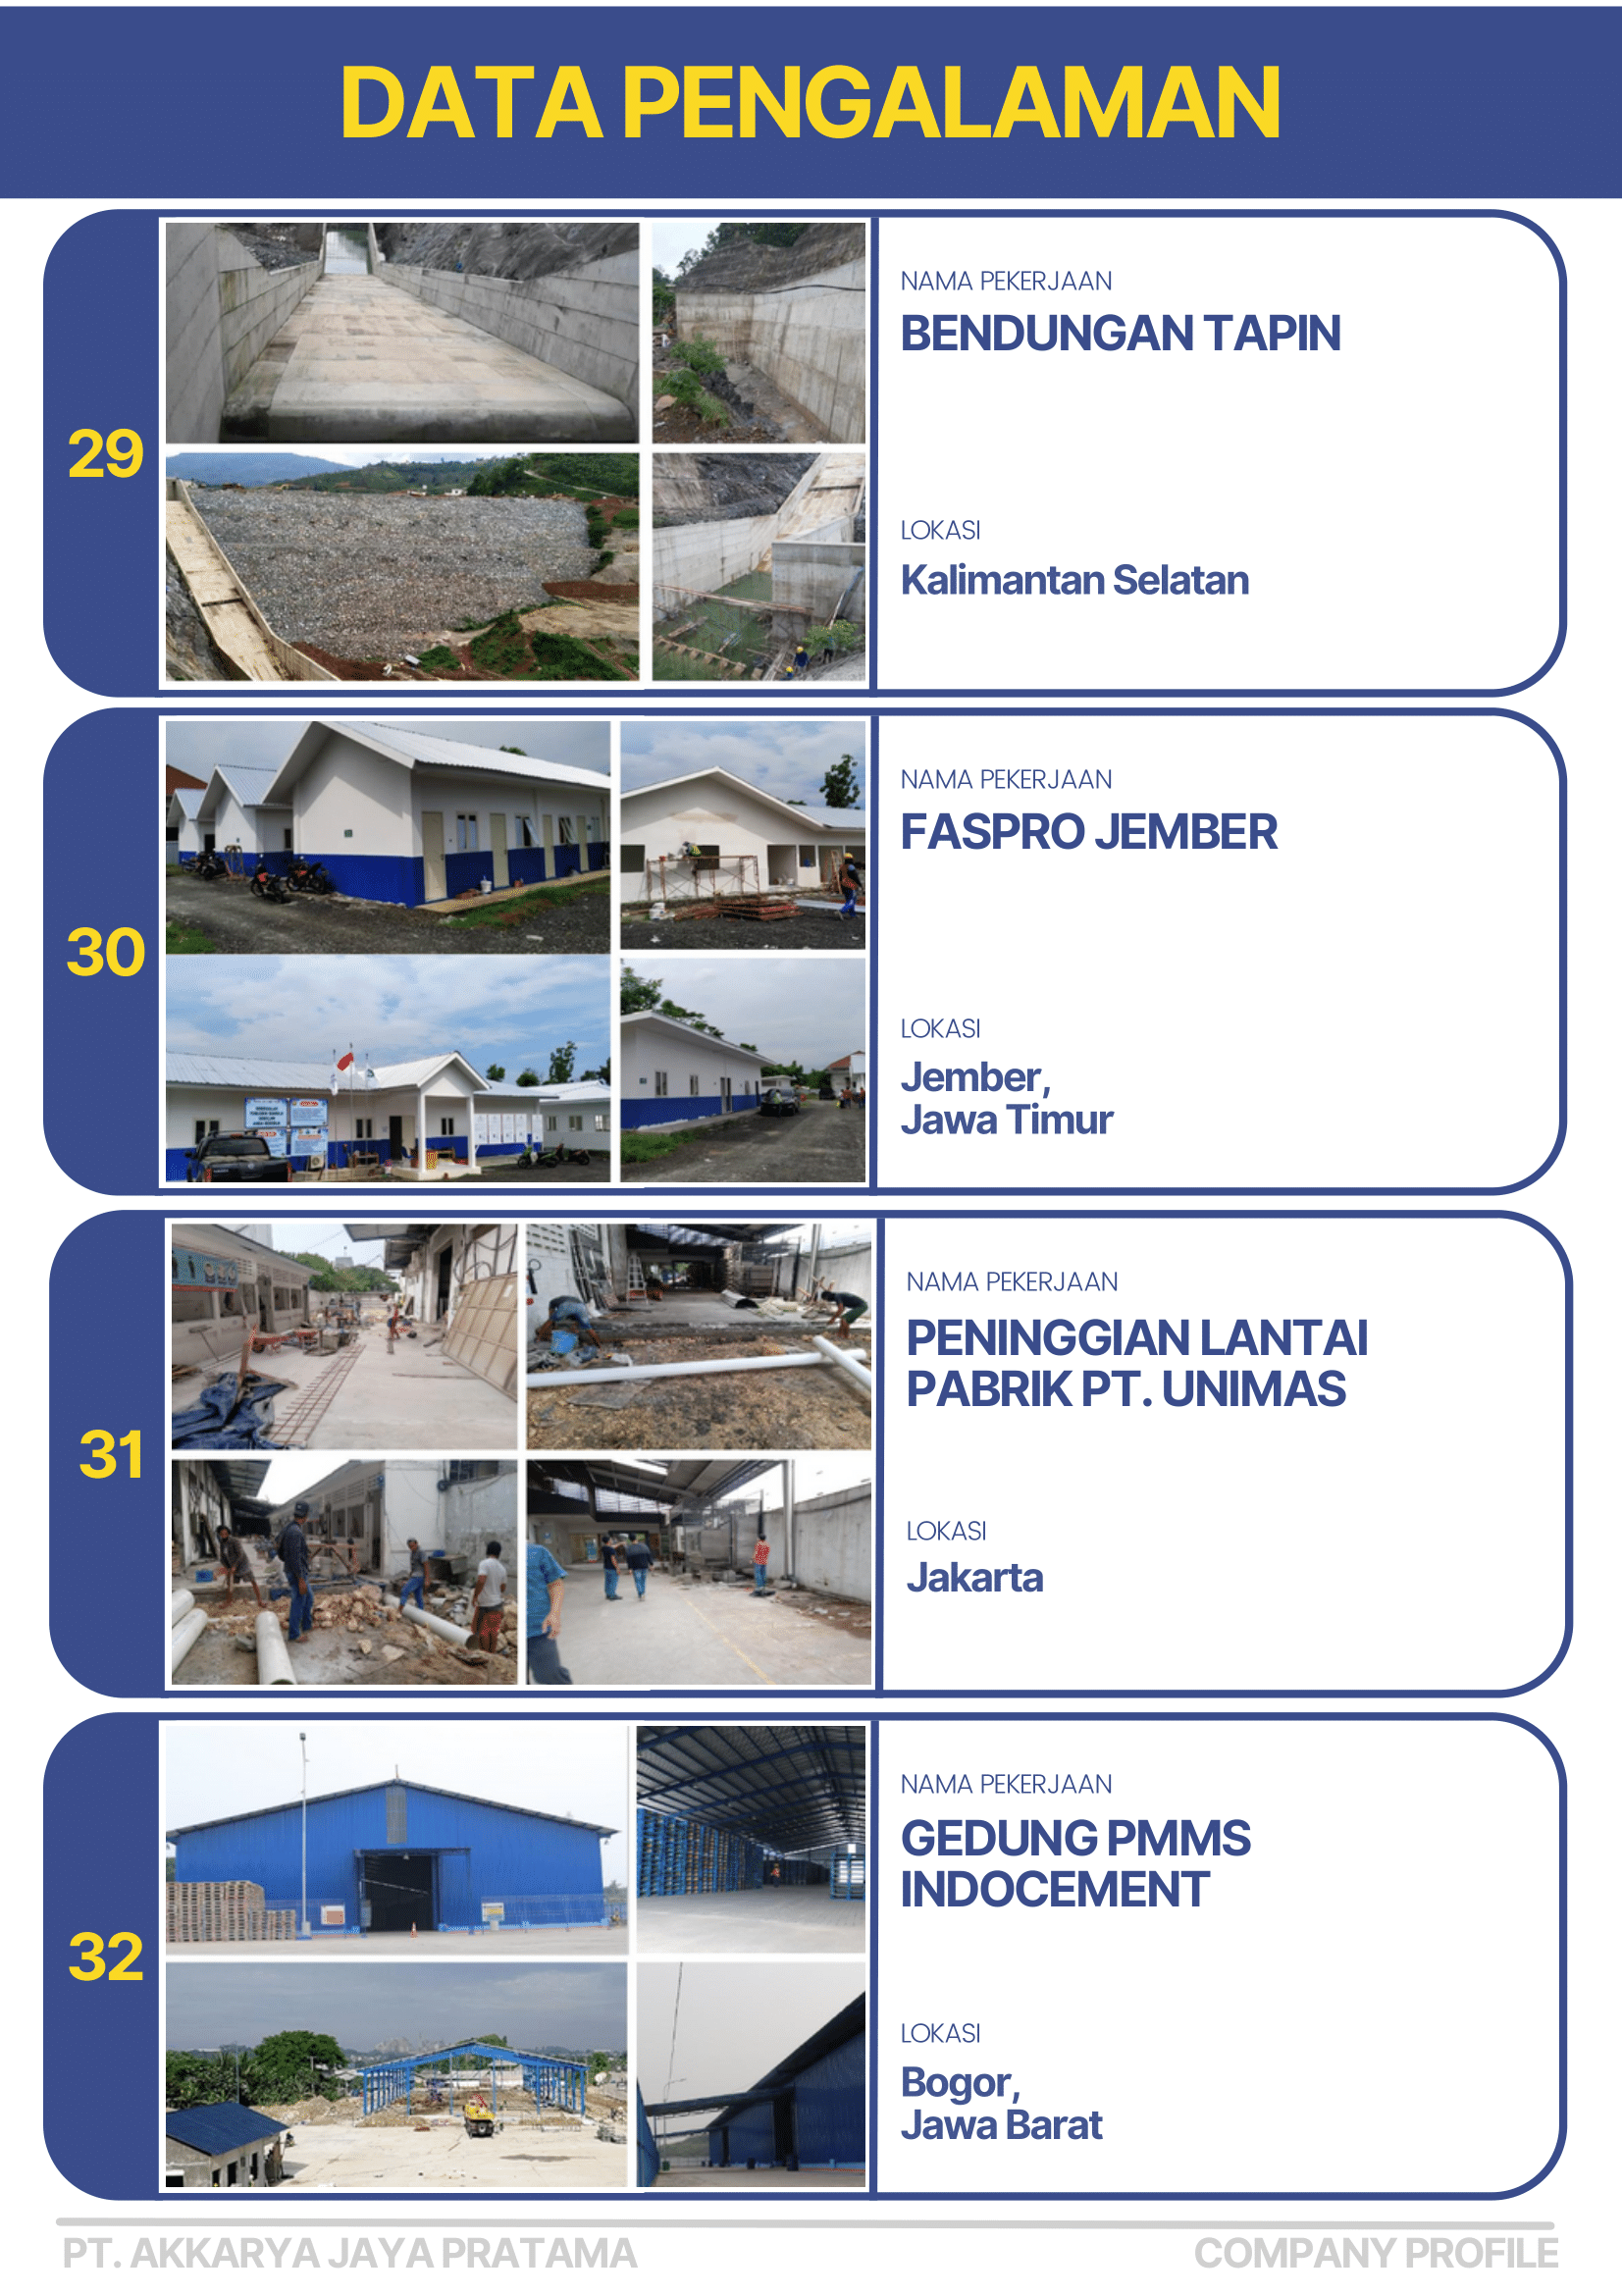 DATA PENGALAMAN
29
NAMA PEKERJAAN
BENDUNGAN TAPIN
LOKASI
Kalimantan Selatan
30
NAMA PEKERJAAN
FASPRO JEMBER
LOKASI
Jember,
Jawa Timur
31
NAMA PEKERJAAN
PENINGGIAN LANTAI
PABRIK PT. UNIMAS
LOKASI
Jakarta
32
NAMA PEKERJAAN
GEDUNG PMMS
INDOCEMENT
LOKASI
Bogor,
Jawa Barat
PT. AKKARYA JAYA PRATAMA
COMPANY PROFILE